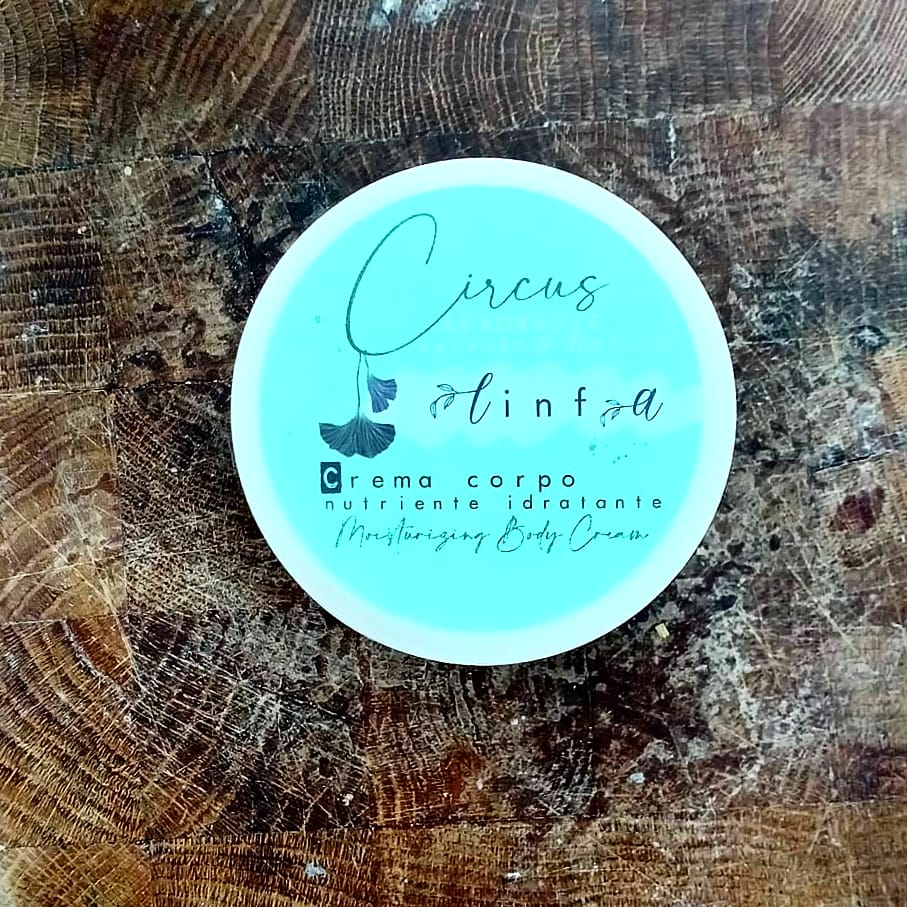 Circus
linfa
Crema corpo
nutriente idratante
Moisturizing Body Cream